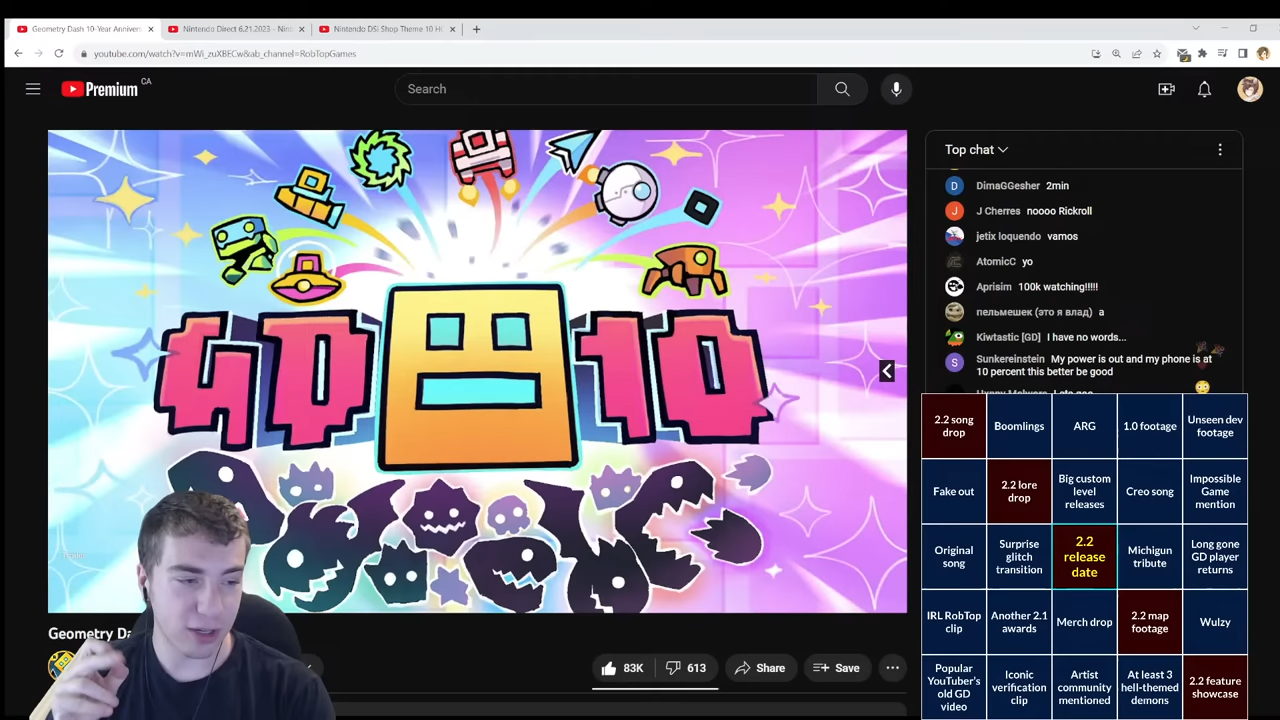 Geometry Dash 10-Year Annivers
Nintendo Direct 6.21.2023 - Nint
Nintendo DSi Shop Theme 10 HO
youtube.com/watch?v=mWi_zuXBECw&ab_channel=RobTopGames
Premium CA
Search
GD 10
Top chat
DimaGGesher 2min
J Cherres noooo Rickroll
jetix loquendo vamos
AtomicC yo
Aprisim 100k watching!!!!!
пельмешек (это я влад) a
Kiwtastic [GD] I have no words...
Sunkereinstein My power is out and my phone is at
10 percent this better be good
2.2 song
drop
Boomlings
ARG
1.0 footage
Unseen dev
footage
Fake out
2.2 lore
drop
Big custom
level
releases
Creo song
Impossible
Game
mention
Original
song
Surprise
glitch
transition
2.2
release
date
Michigun
tribute
Long gone
GD player
returns
IRL RobTop
clip
Another 2.1
awards
Merch drop
2.2 map
footage
Wulzy
Popular
YouTuber's
old GD
video
Iconic
verification
clip
Artist
community
mentioned
At least 3
hell-themed
demons
2.2 feature
showcase
Geometry Da
83K
613
Share
Save